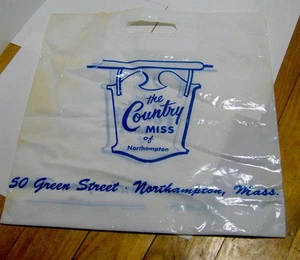 the
Country
MISS
of
Northampton
50 Green Street · Northampton, Mass.